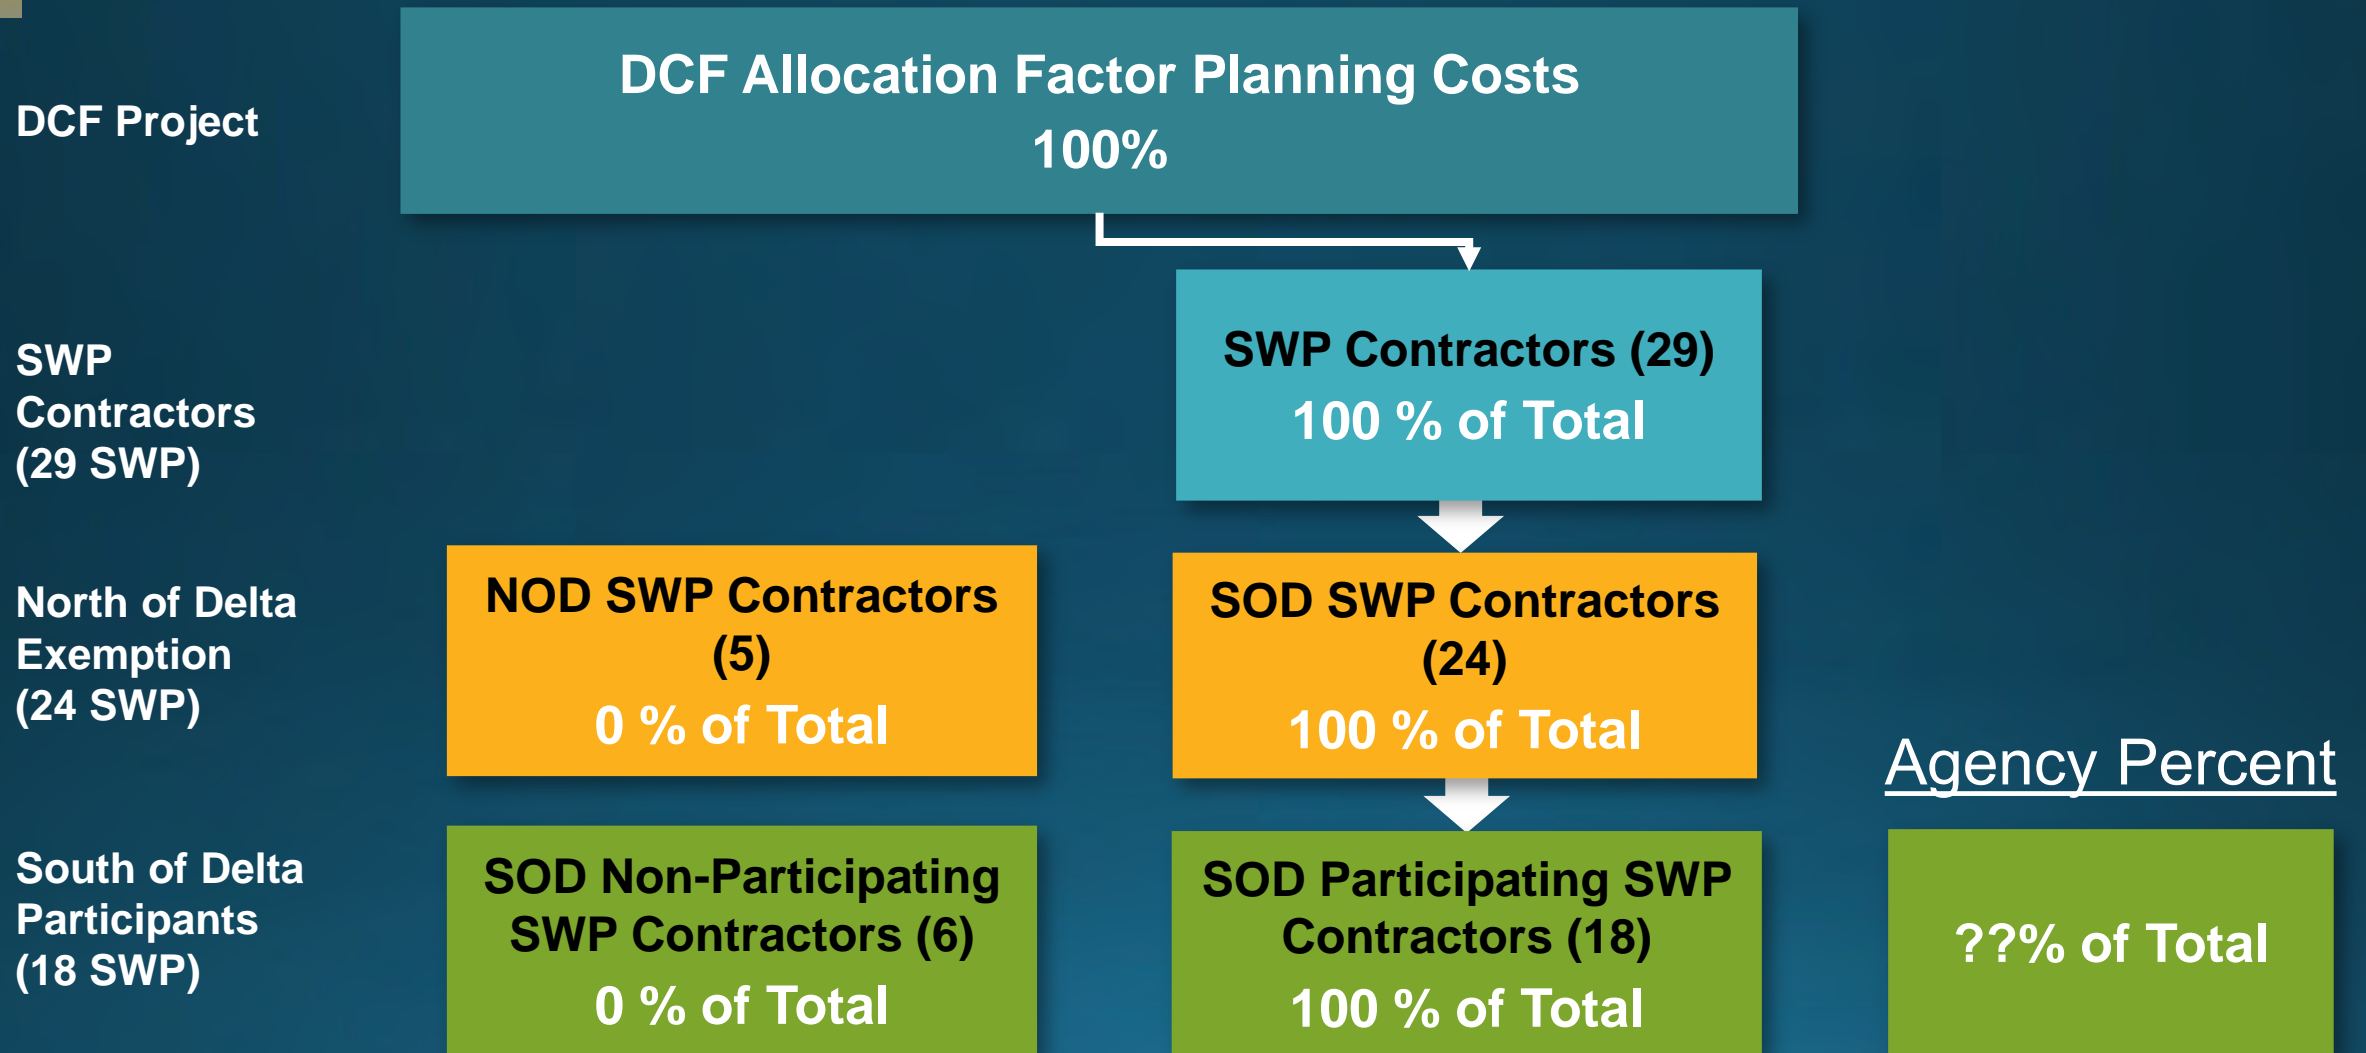 DCF Project
DCF Allocation Factor Planning Costs
100%
SWP
Contractors
(29 SWP)
SWP Contractors (29)
100 % of Total
North of Delta
Exemption
(24 SWP)
NOD SWP Contractors
(5)
0 % of Total
SOD SWP Contractors
(24)
100 % of Total
Agency Percent
South of Delta
Participants
(18 SWP)
SOD Non-Participating
SWP Contractors (6)
0 % of Total
SOD Participating SWP
Contractors (18)
100 % of Total
??% of Total